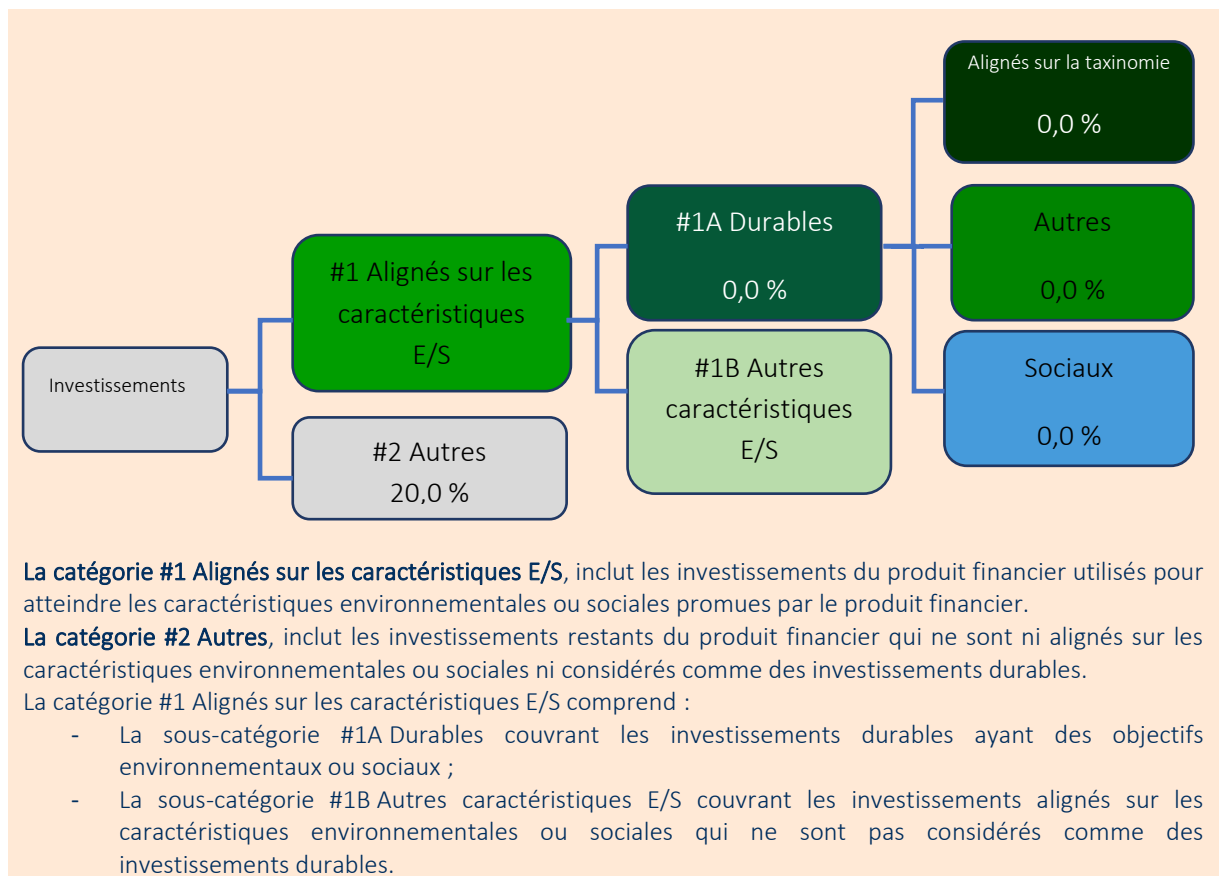 Alignés sur la taxinomie
0,0 %
#1A Durables
0,0 %
Autres
0,0 %
#1 Alignés sur les
caractéristiques
E/S
#1B Autres
caractéristiques
E/S
Sociaux
0,0 %
Investissements
#2 Autres
20,0 %
La catégorie #1 Alignés sur les caractéristiques E/S, inclut les investissements du produit financier utilisés pour
atteindre les caractéristiques environnementales ou sociales promues par le produit financier.
La catégorie #2 Autres, inclut les investissements restants du produit financier qui ne sont ni alignés sur les
caractéristiques environnementales ou sociales ni considérés comme des investissements durables.
La catégorie #1 Alignés sur les caractéristiques E/S comprend :
- La sous-catégorie #1A Durables couvrant les investissements durables ayant des objectifs
environnementaux ou sociaux ;
- La sous-catégorie #1B Autres caractéristiques E/S couvrant les investissements alignés sur les
caractéristiques environnementales ou sociales qui ne sont pas considérés comme des
investissements durables.